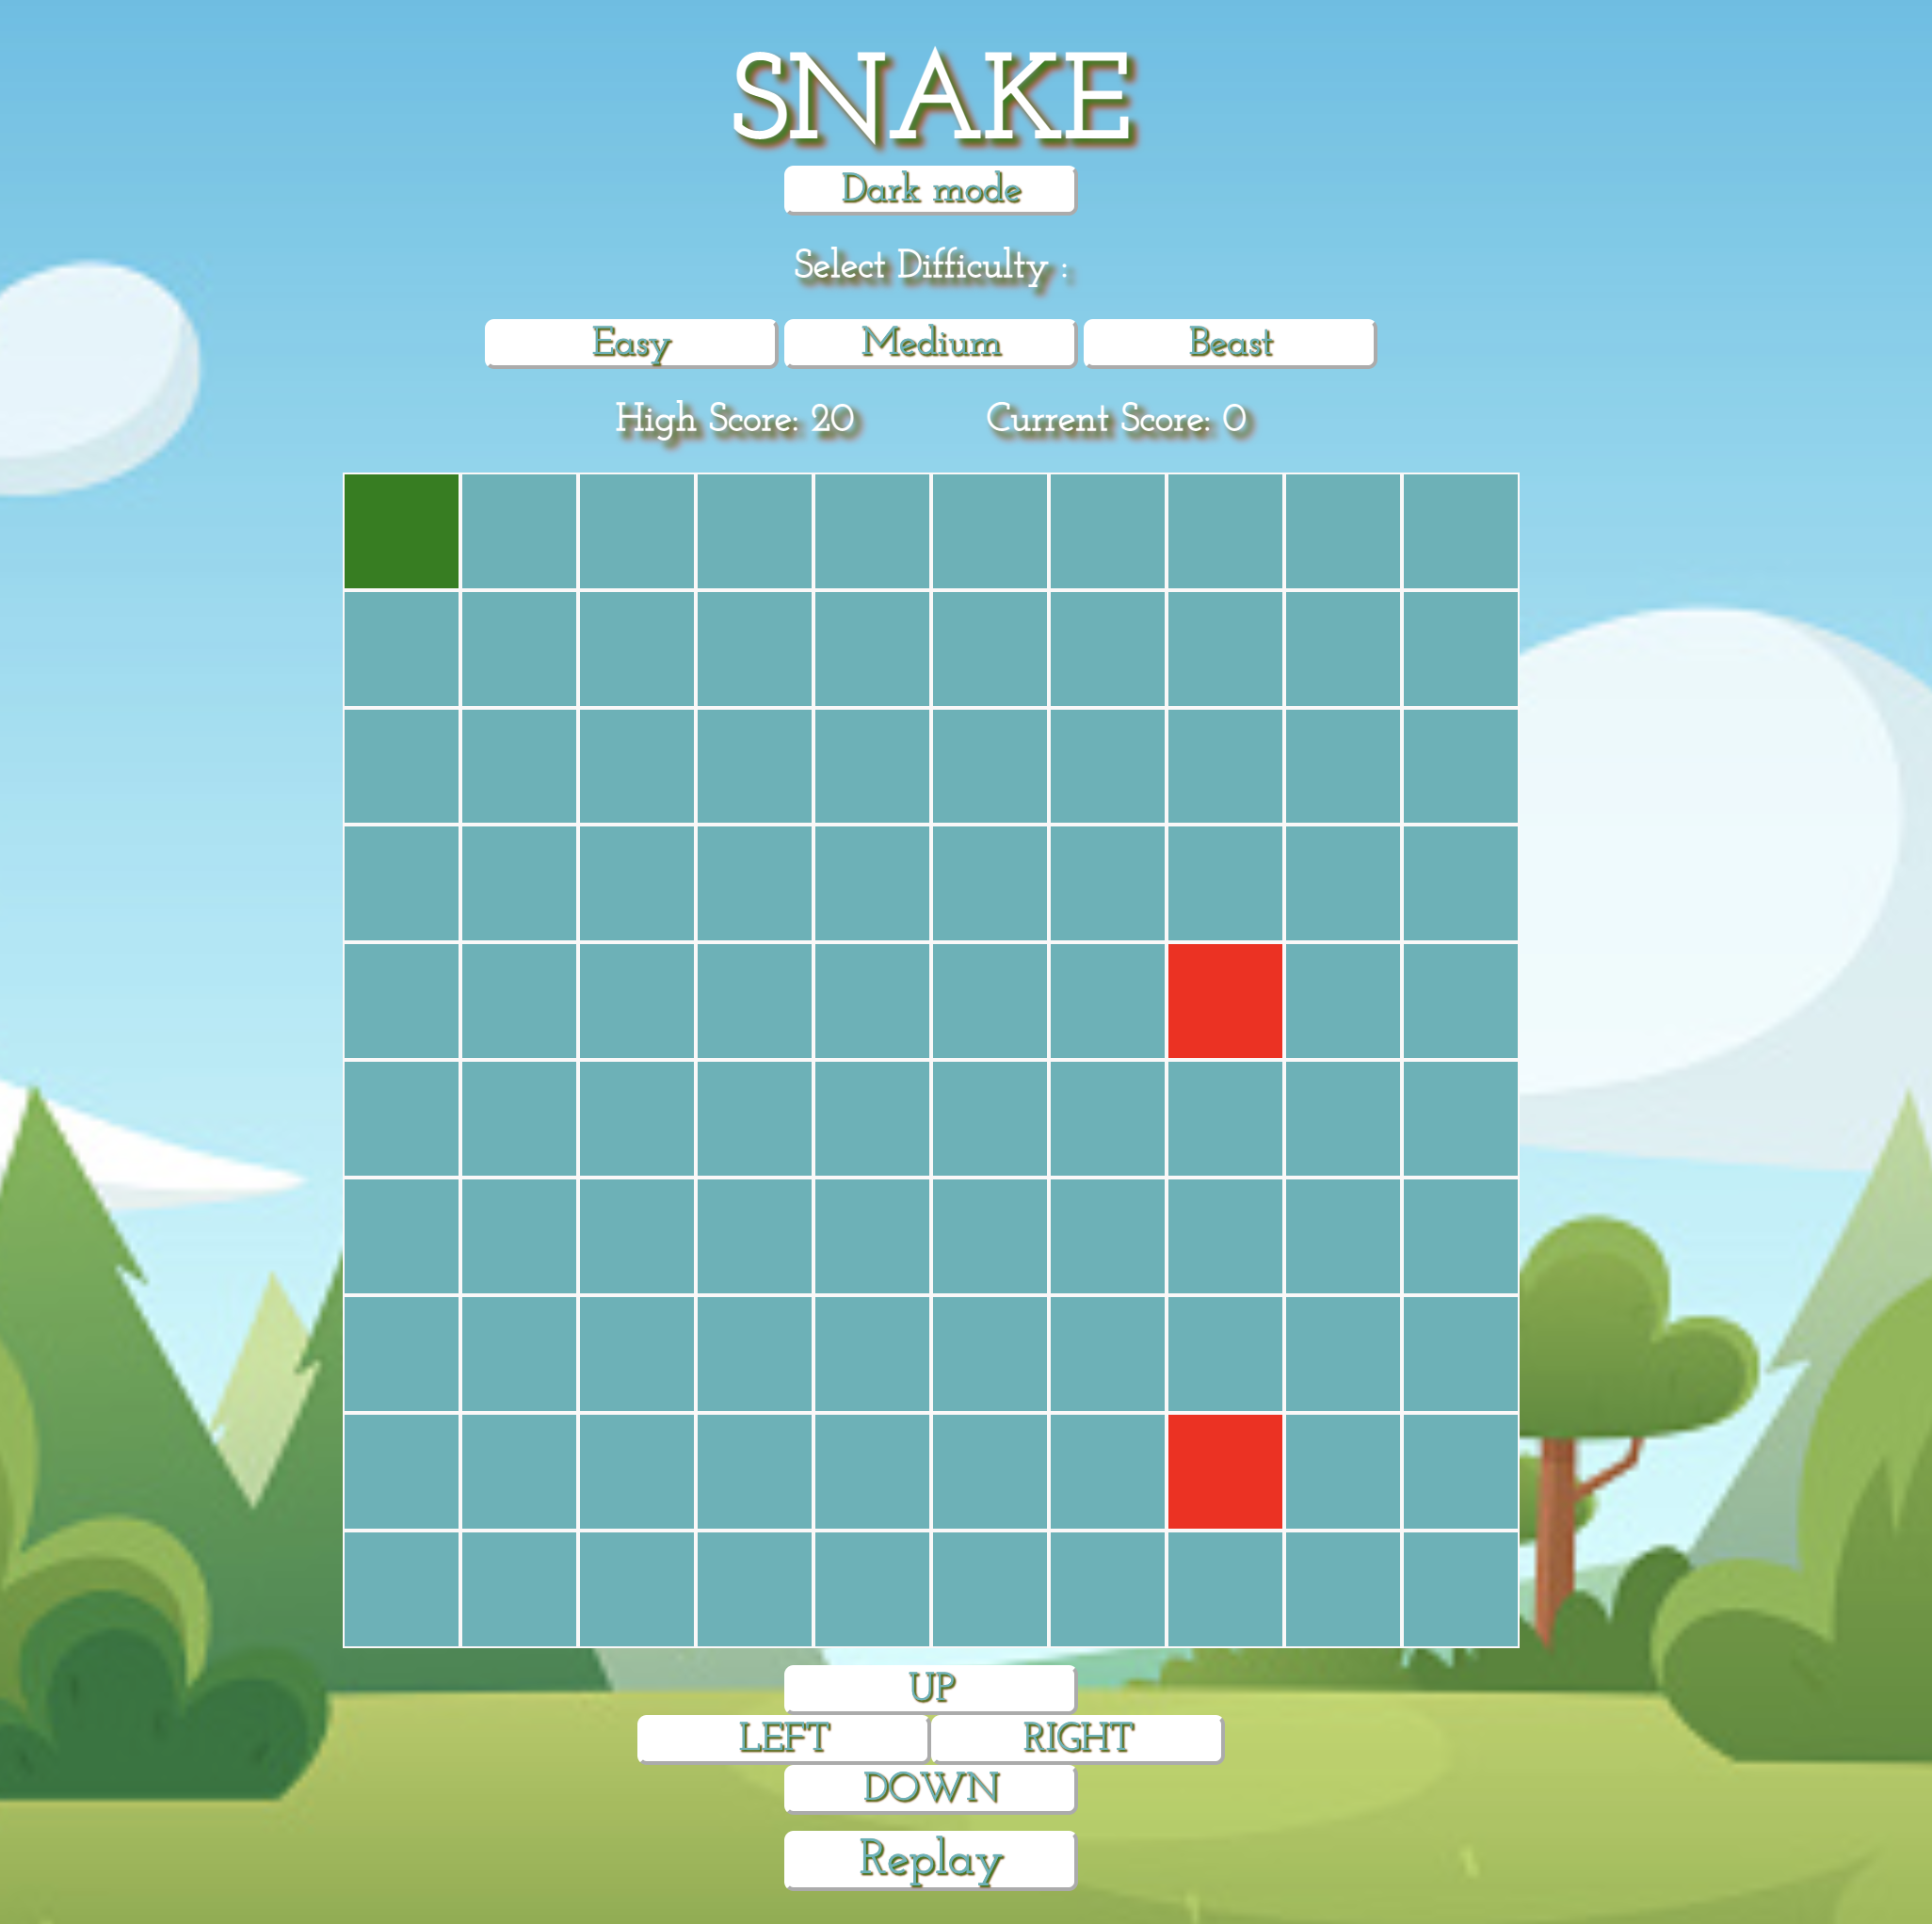 SNAKE
Dark mode
Select Difficulty :
Easy Medium Beast
High Score: 20 Current Score: 0
UP
LEFT RIGHT
DOWN
Replay